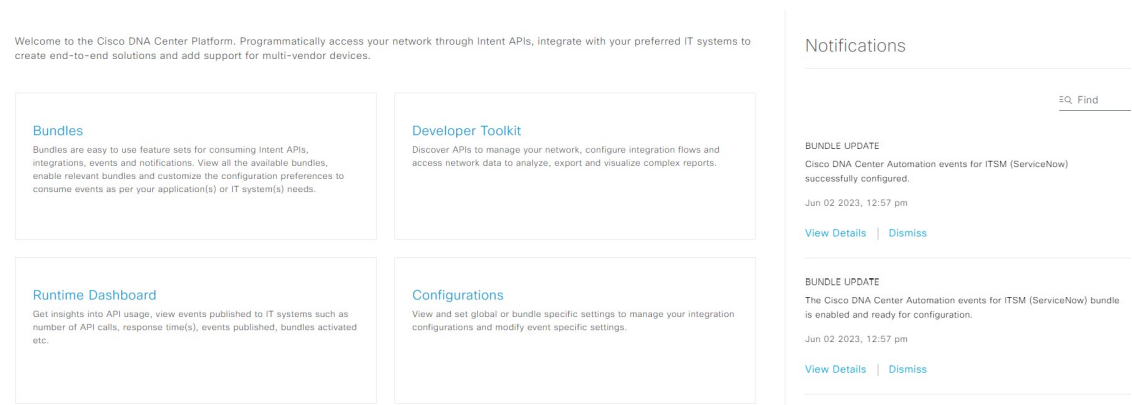 Welcome to the Cisco DNA Center Platform. Programmatically access your network through Intent APIs, integrate with your preferred IT systems to
create end-to-end solutions and add support for multi-vendor devices.
Bundles
Bundles are easy to use feature sets for consuming Intent APIs,
integrations, events and notifications. View all the available bundles,
enable relevant bundles and customize the configuration preferences to
consume events as per your application(s) or IT system(s) needs.
Developer Toolkit
Discover APIs to manage your network, configure integration flows and
access network data to analyze, export and visualize complex reports.
Runtime Dashboard
Get insights into API usage, view events published to IT systems such as
number of API calls, response time(s), events published, bundles activated
etc.
Configurations
View and set global or bundle specific settings to manage your integration
configurations and modify event specific settings.
Notifications
Find
BUNDLE UPDATE
Cisco DNA Center Automation events for ITSM (ServiceNow)
successfully configured.
Jun 02 2023, 12:57 pm
View Details | Dismiss
BUNDLE UPDATE
The Cisco DNA Center Automation events for ITSM (ServiceNow) bundle
is enabled and ready for configuration.
Jun 02 2023, 12:57 pm
View Details | Dismiss